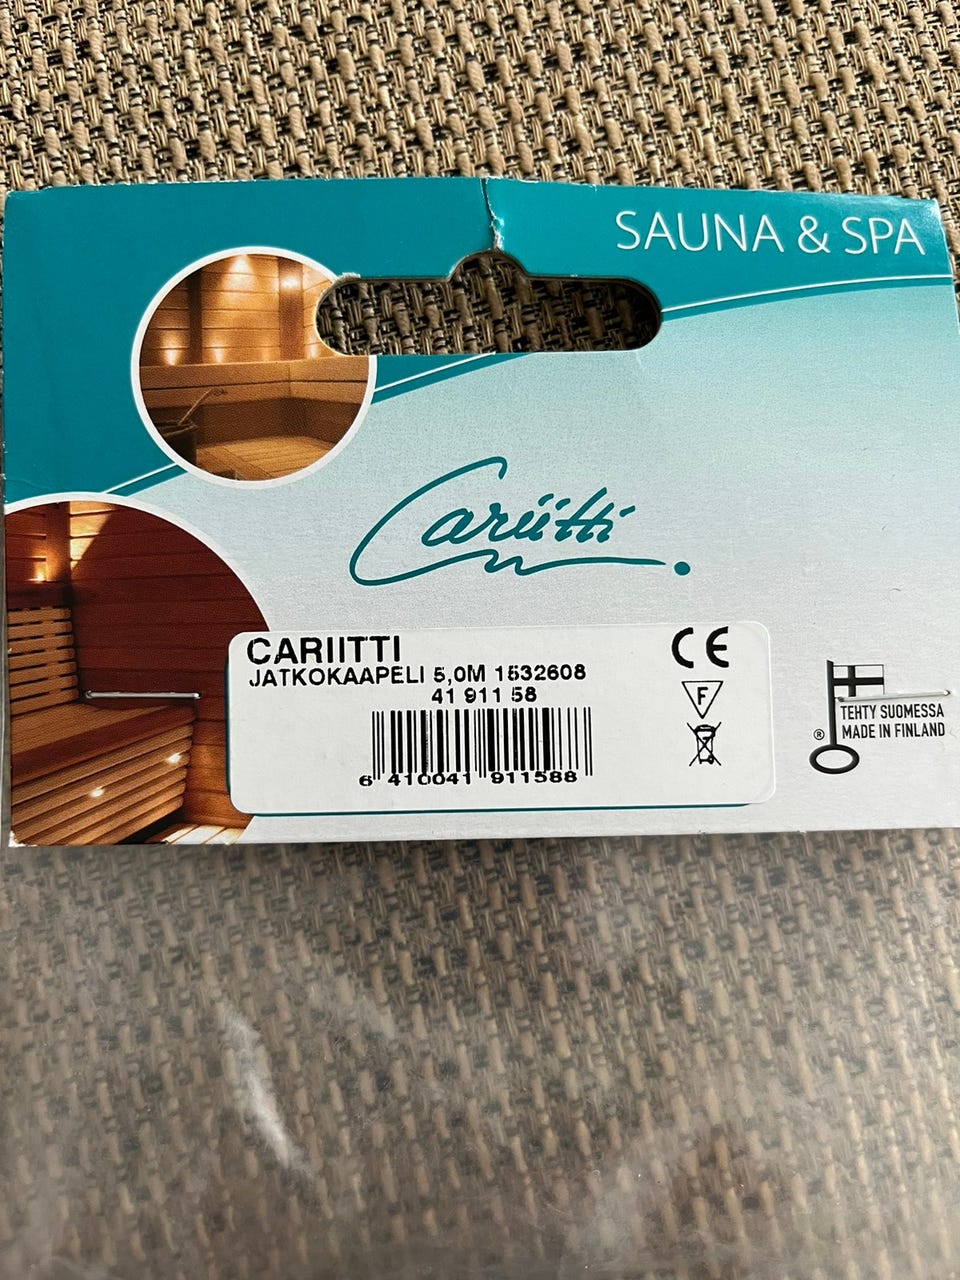 SAUNA & SPA
Cariitti
CARIITTI
JATKOKAAPELI 5,0M 1532608
41 911 58
6 410041 911588
CE
F
TEHTY SUOMESSA
MADE IN FINLAND
®